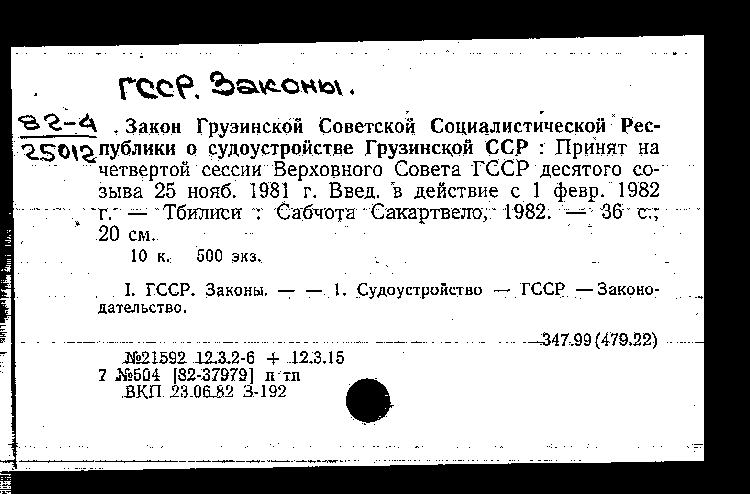 ГССР. Законы.
82-4
25012
Закон Грузинской Советской Социалистической Рес-
публики о судоустройстве Грузинской ССР : Принят на
четвертой сессии Верховного Совета ГССР десятого со-
зыва 25 нояб. 1981 г. Введ. в действие с 1 февр. 1982
г. — Тбилиси : Сабчота Сакартвело, 1982. — 36 с.;
20 см.
10 к. 500 экз.
I. ГССР. Законы. — — 1. Судоустройство — ГССР — Законо-
дательство.
347.99 (479.22)
№21592 12.3.2-6 + 12.3.15
7 №504 [82-37979] п тп
ВКП 23.06.82 З-192